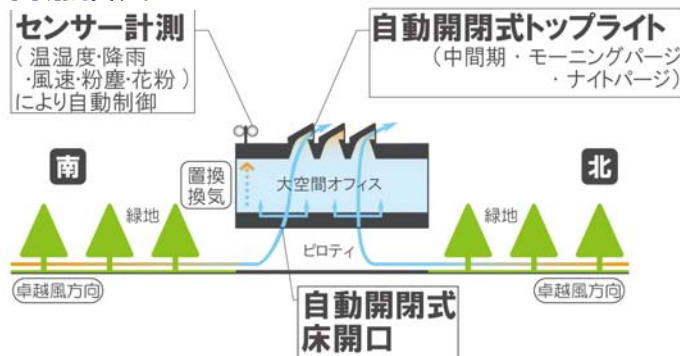 センサー計測
（温湿度・降雨
・風速・粉塵・花粉）
により自動制御
自動開閉式トップライト
（中間期・モーニングパージ
・ナイトパージ）
南
置換
換気
大空間オフィス
北
緑地
緑地
ピロティ
卓越風方向
卓越風方向
自動開閉式
床開口